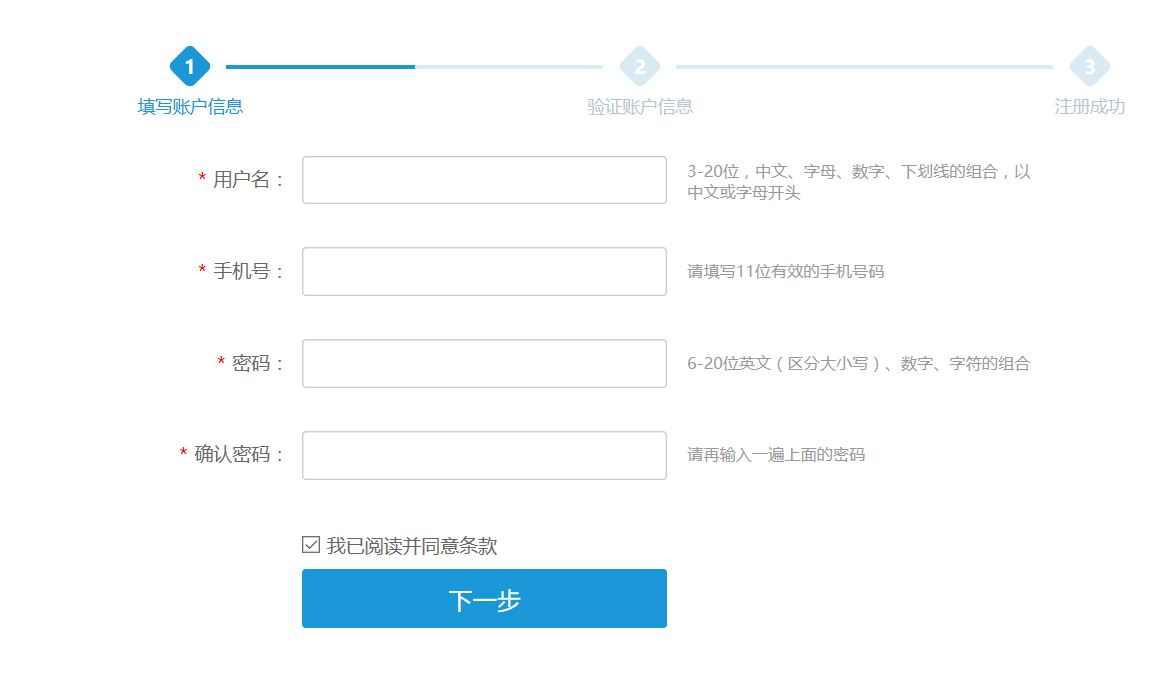 1
2
3
填写账户信息
验证账户信息
注册成功
* 用户名：
3-20位，中文、字母、数字、下划线的组合，以
中文或字母开头
* 手机号：
请填写11位有效的手机号码
* 密码：
6-20位英文（区分大小写）、数字、字符的组合
* 确认密码：
请再输入一遍上面的密码
我已阅读并同意条款
下一步